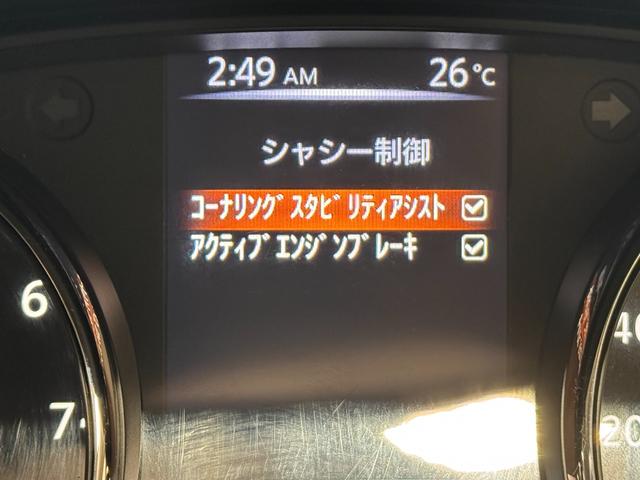 2:49 AM 26℃
シャシー制御
コーナリングスタビリティアシスト
アクティブエンジンブレーキ
6
7
40
20